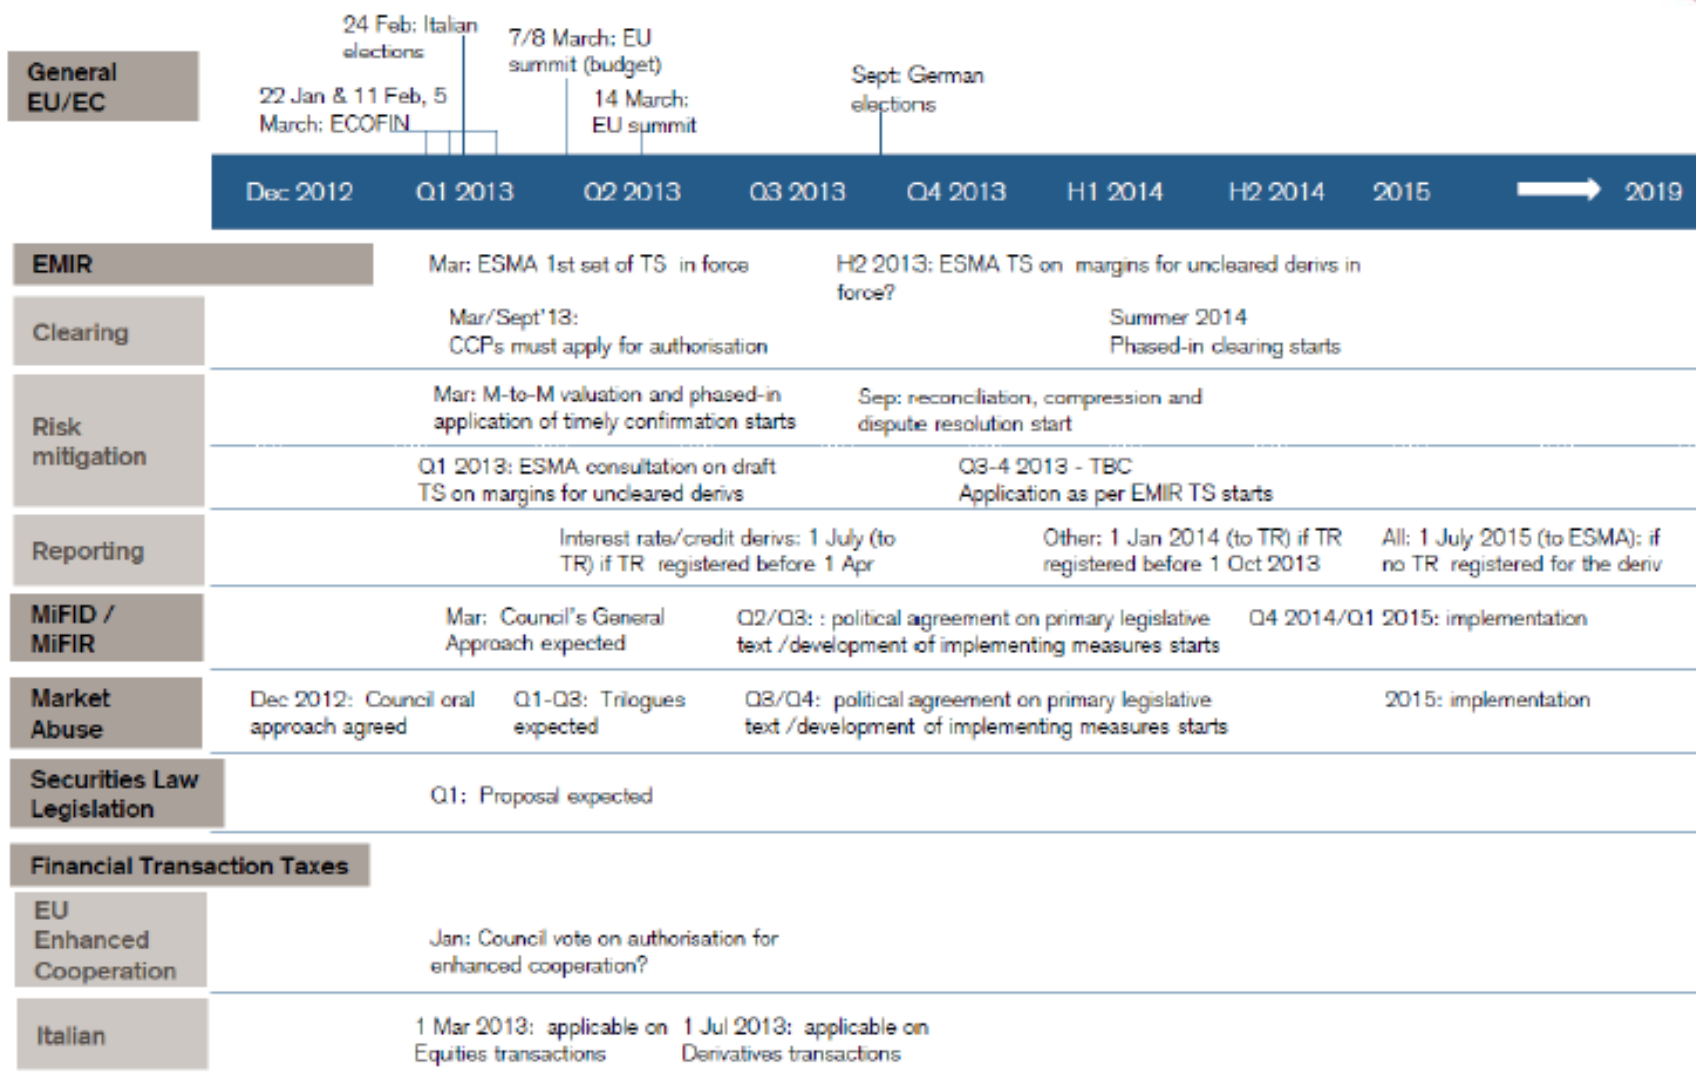 24 Feb: Italian
elections
7/8 March: EU
summit (budget)
General
EU/EC
Sept: German
elections
22 Jan & 11 Feb, 5
March: ECOFIN
14 March:
EU summit
Dec 2012 Q1 2013 Q2 2013 Q3 2013 Q4 2013 H1 2014 H2 2014 2015 2019
EMIR
Mar: ESMA 1st set of TS in force
H2 2013: ESMA TS on margins for uncleared derivs in
force?
Clearing
Mar/Sept'13:
CCPs must apply for authorisation
Summer 2014
Phased-in clearing starts
Risk
mitigation
Mar: M-to-M valuation and phased-in
application of timely confirmation starts
Sep: reconciliation, compression and
dispute resolution start
Q1 2013: ESMA consultation on draft
TS on margins for uncleared derivs
Q3-4 2013 - TBC
Application as per EMIR TS starts
Reporting
Interest rate/credit derivs: 1 July (to
TR) if TR registered before 1 Apr
Other: 1 Jan 2014 (to TR) if TR
registered before 1 Oct 2013
All: 1 July 2015 (to ESMA): if
no TR registered for the deriv
MiFID /
MiFIR
Mar: Council's General
Approach expected
Q2/Q3: : political agreement on primary legislative
text /development of implementing measures starts
Q4 2014/Q1 2015: implementation
Market
Abuse
Dec 2012: Council oral
approach agreed
Q1-Q3: Trilogues
expected
Q3/Q4: political agreement on primary legislative
text /development of implementing measures starts
2015: implementation
Securities Law
Legislation
Q1: Proposal expected
Financial Transaction Taxes
EU
Enhanced
Cooperation
Jan: Council vote on authorisation for
enhanced cooperation?
Italian
1 Mar 2013: applicable on
Equities transactions
1 Jul 2013: applicable on
Derivatives transactions